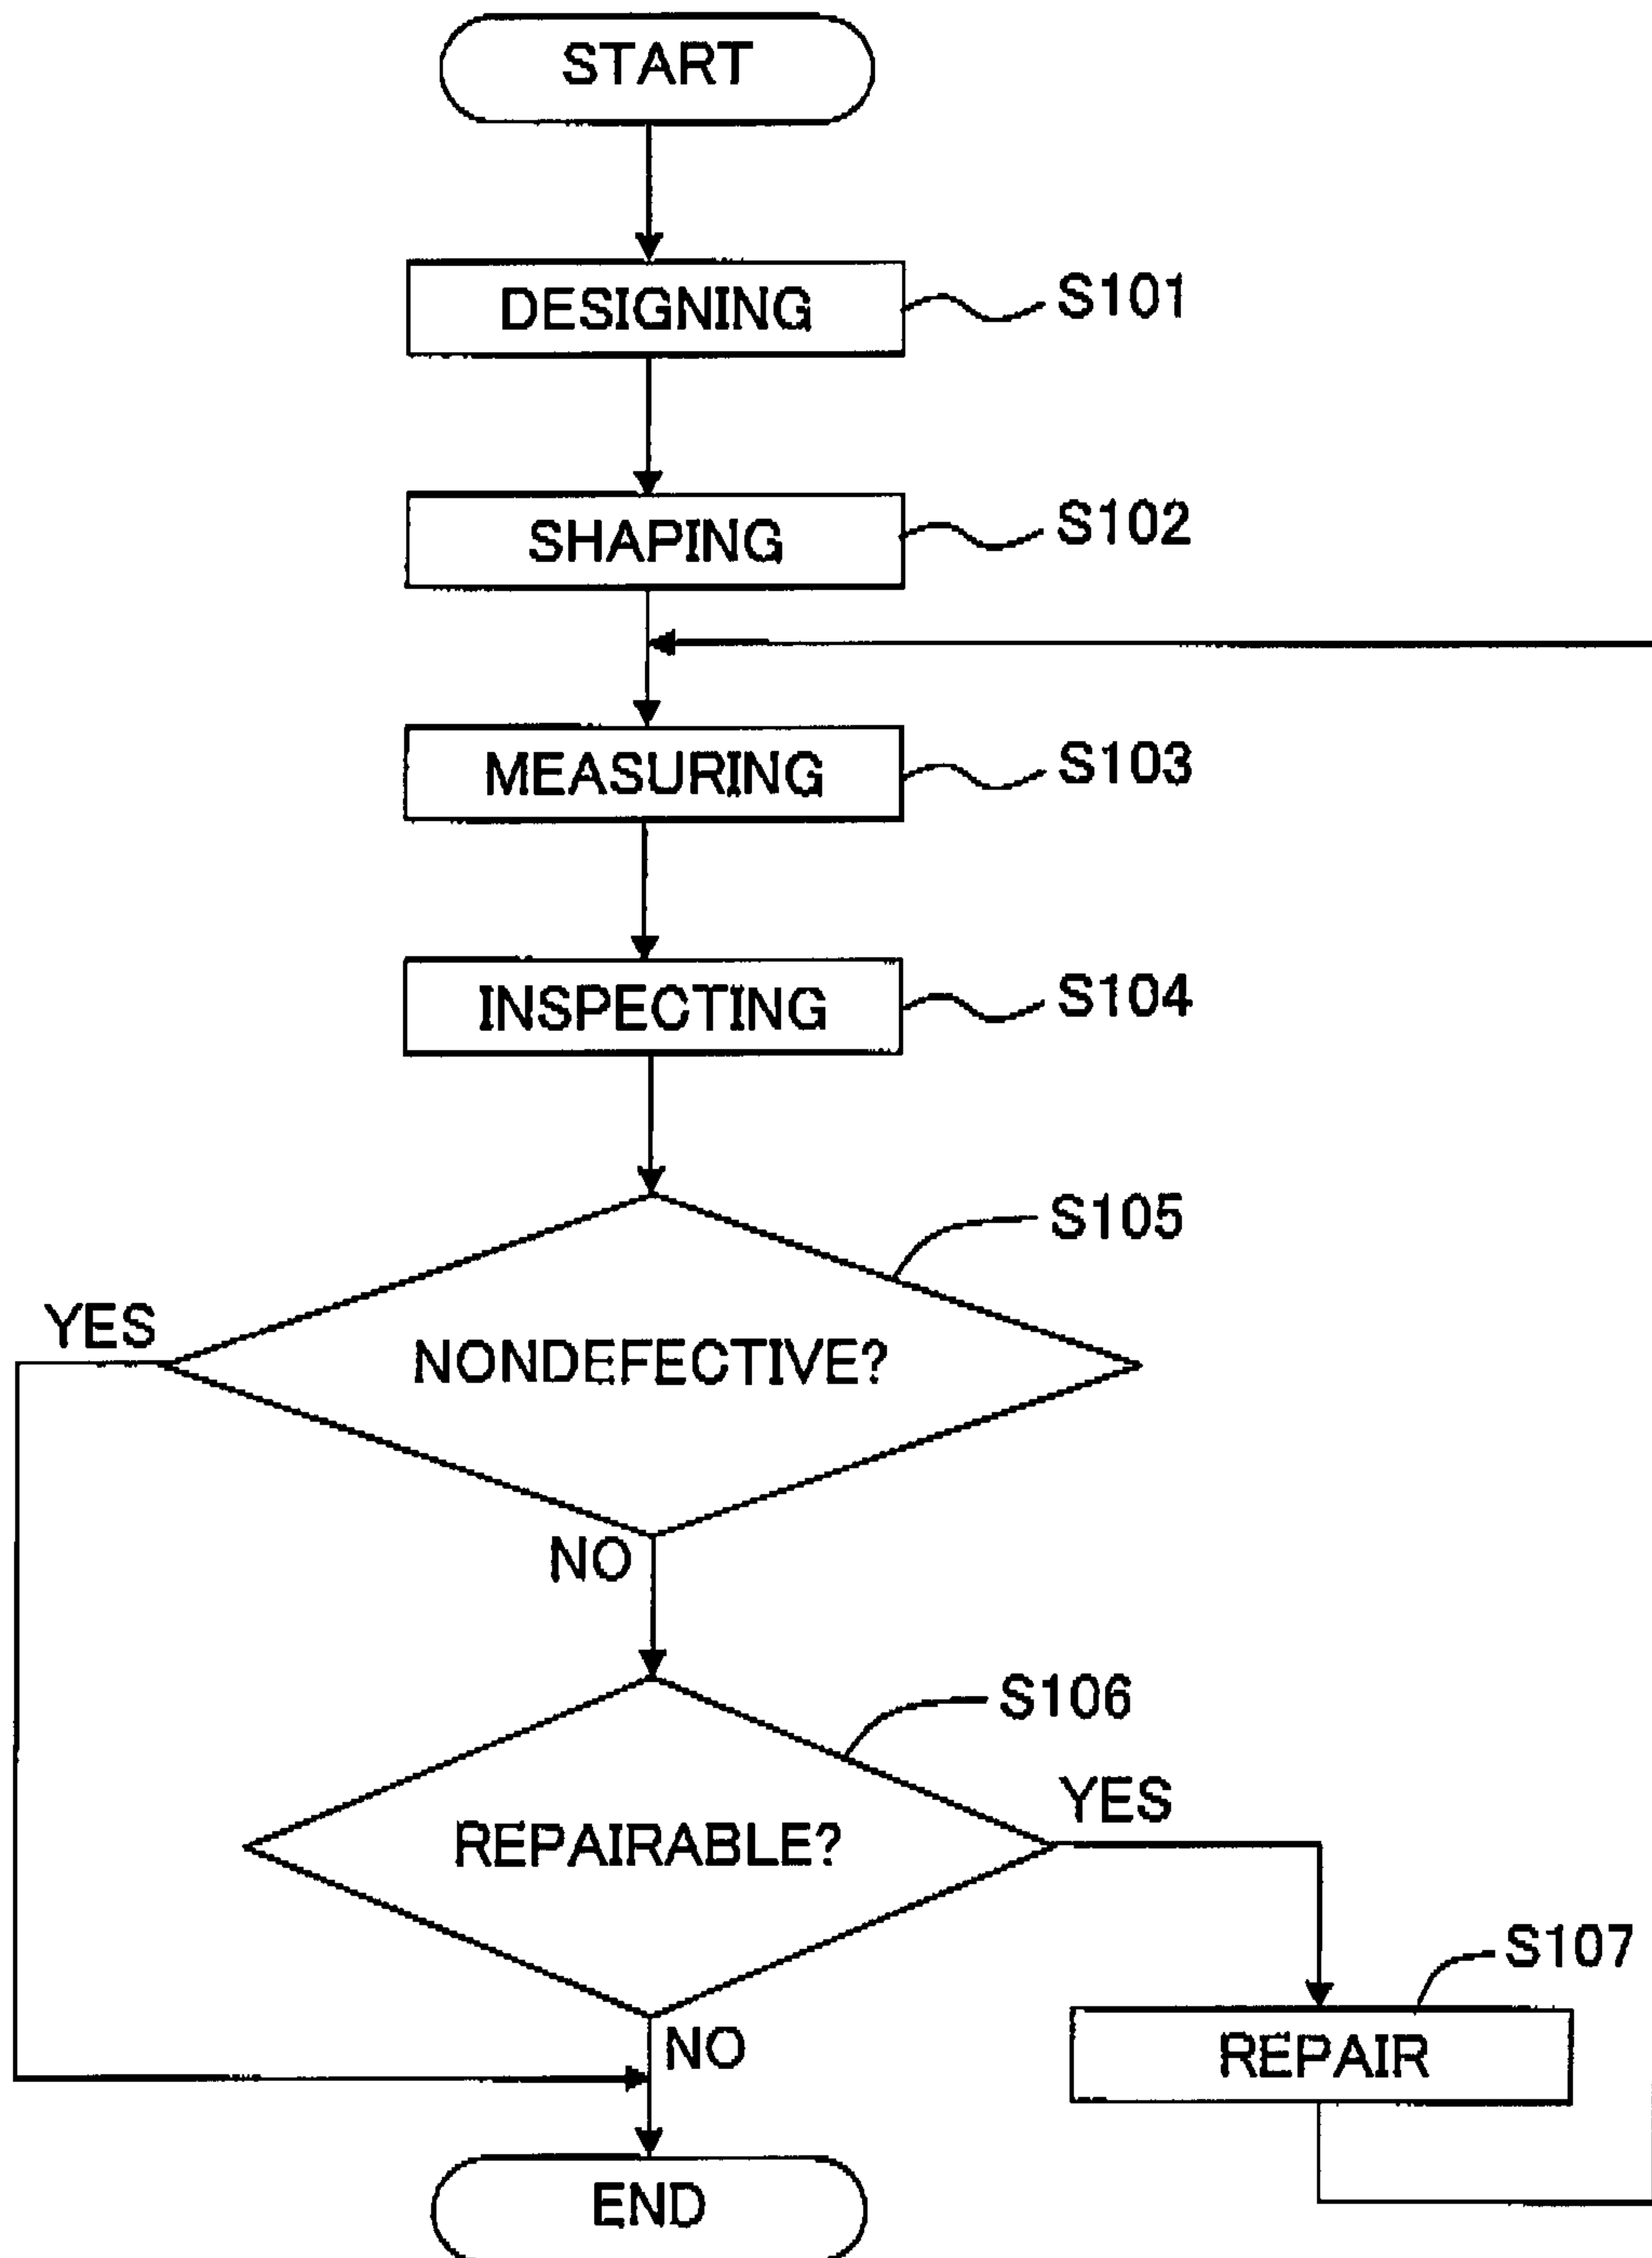 START
DESIGNING
S101
SHAPING
S102
MEASURING
S103
INSPECTING
S104
S105
YES
NONDEFECTIVE?
NO
S106
YES
REPAIRABLE?
S107
NO
REPAIR
END